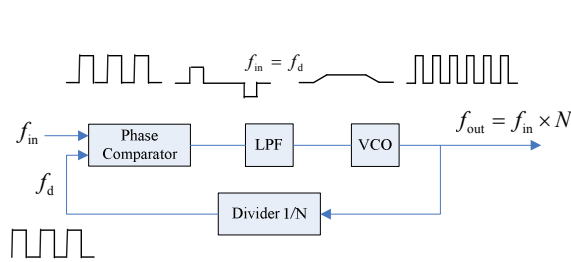 f_in = f_d
f_in
Phase
Comparator
LPF
VCO
f_out = f_in × N
f_d
Divider 1/N